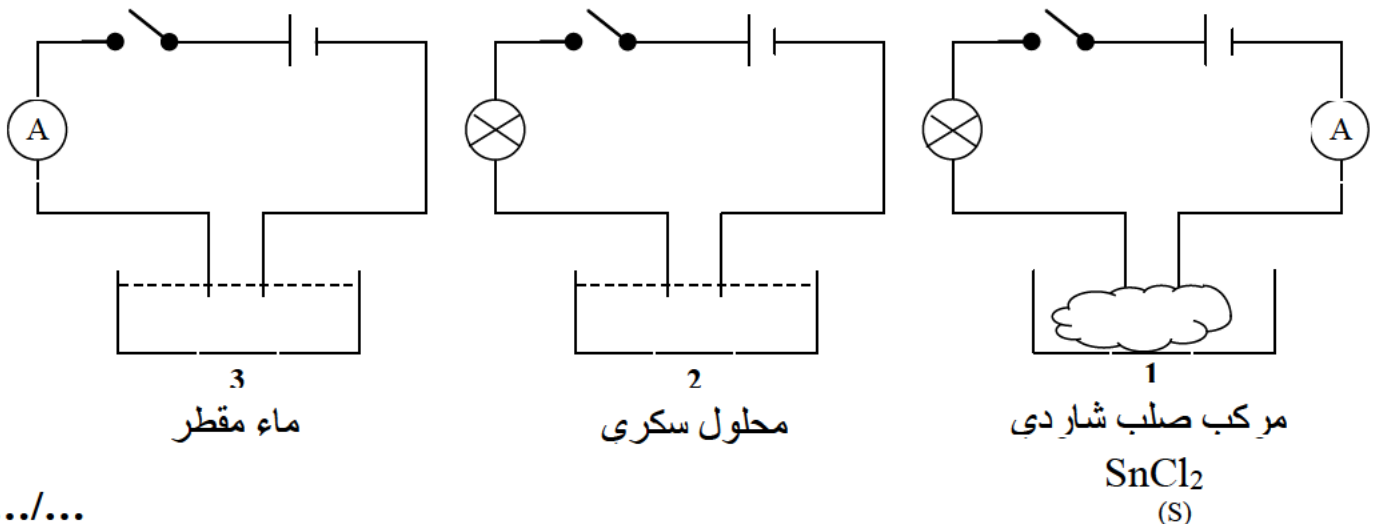 A
A
1
2
3
مركب صلب شاردي
محلول سكري
ماء مقطر
SnCl₂
(S)
../...